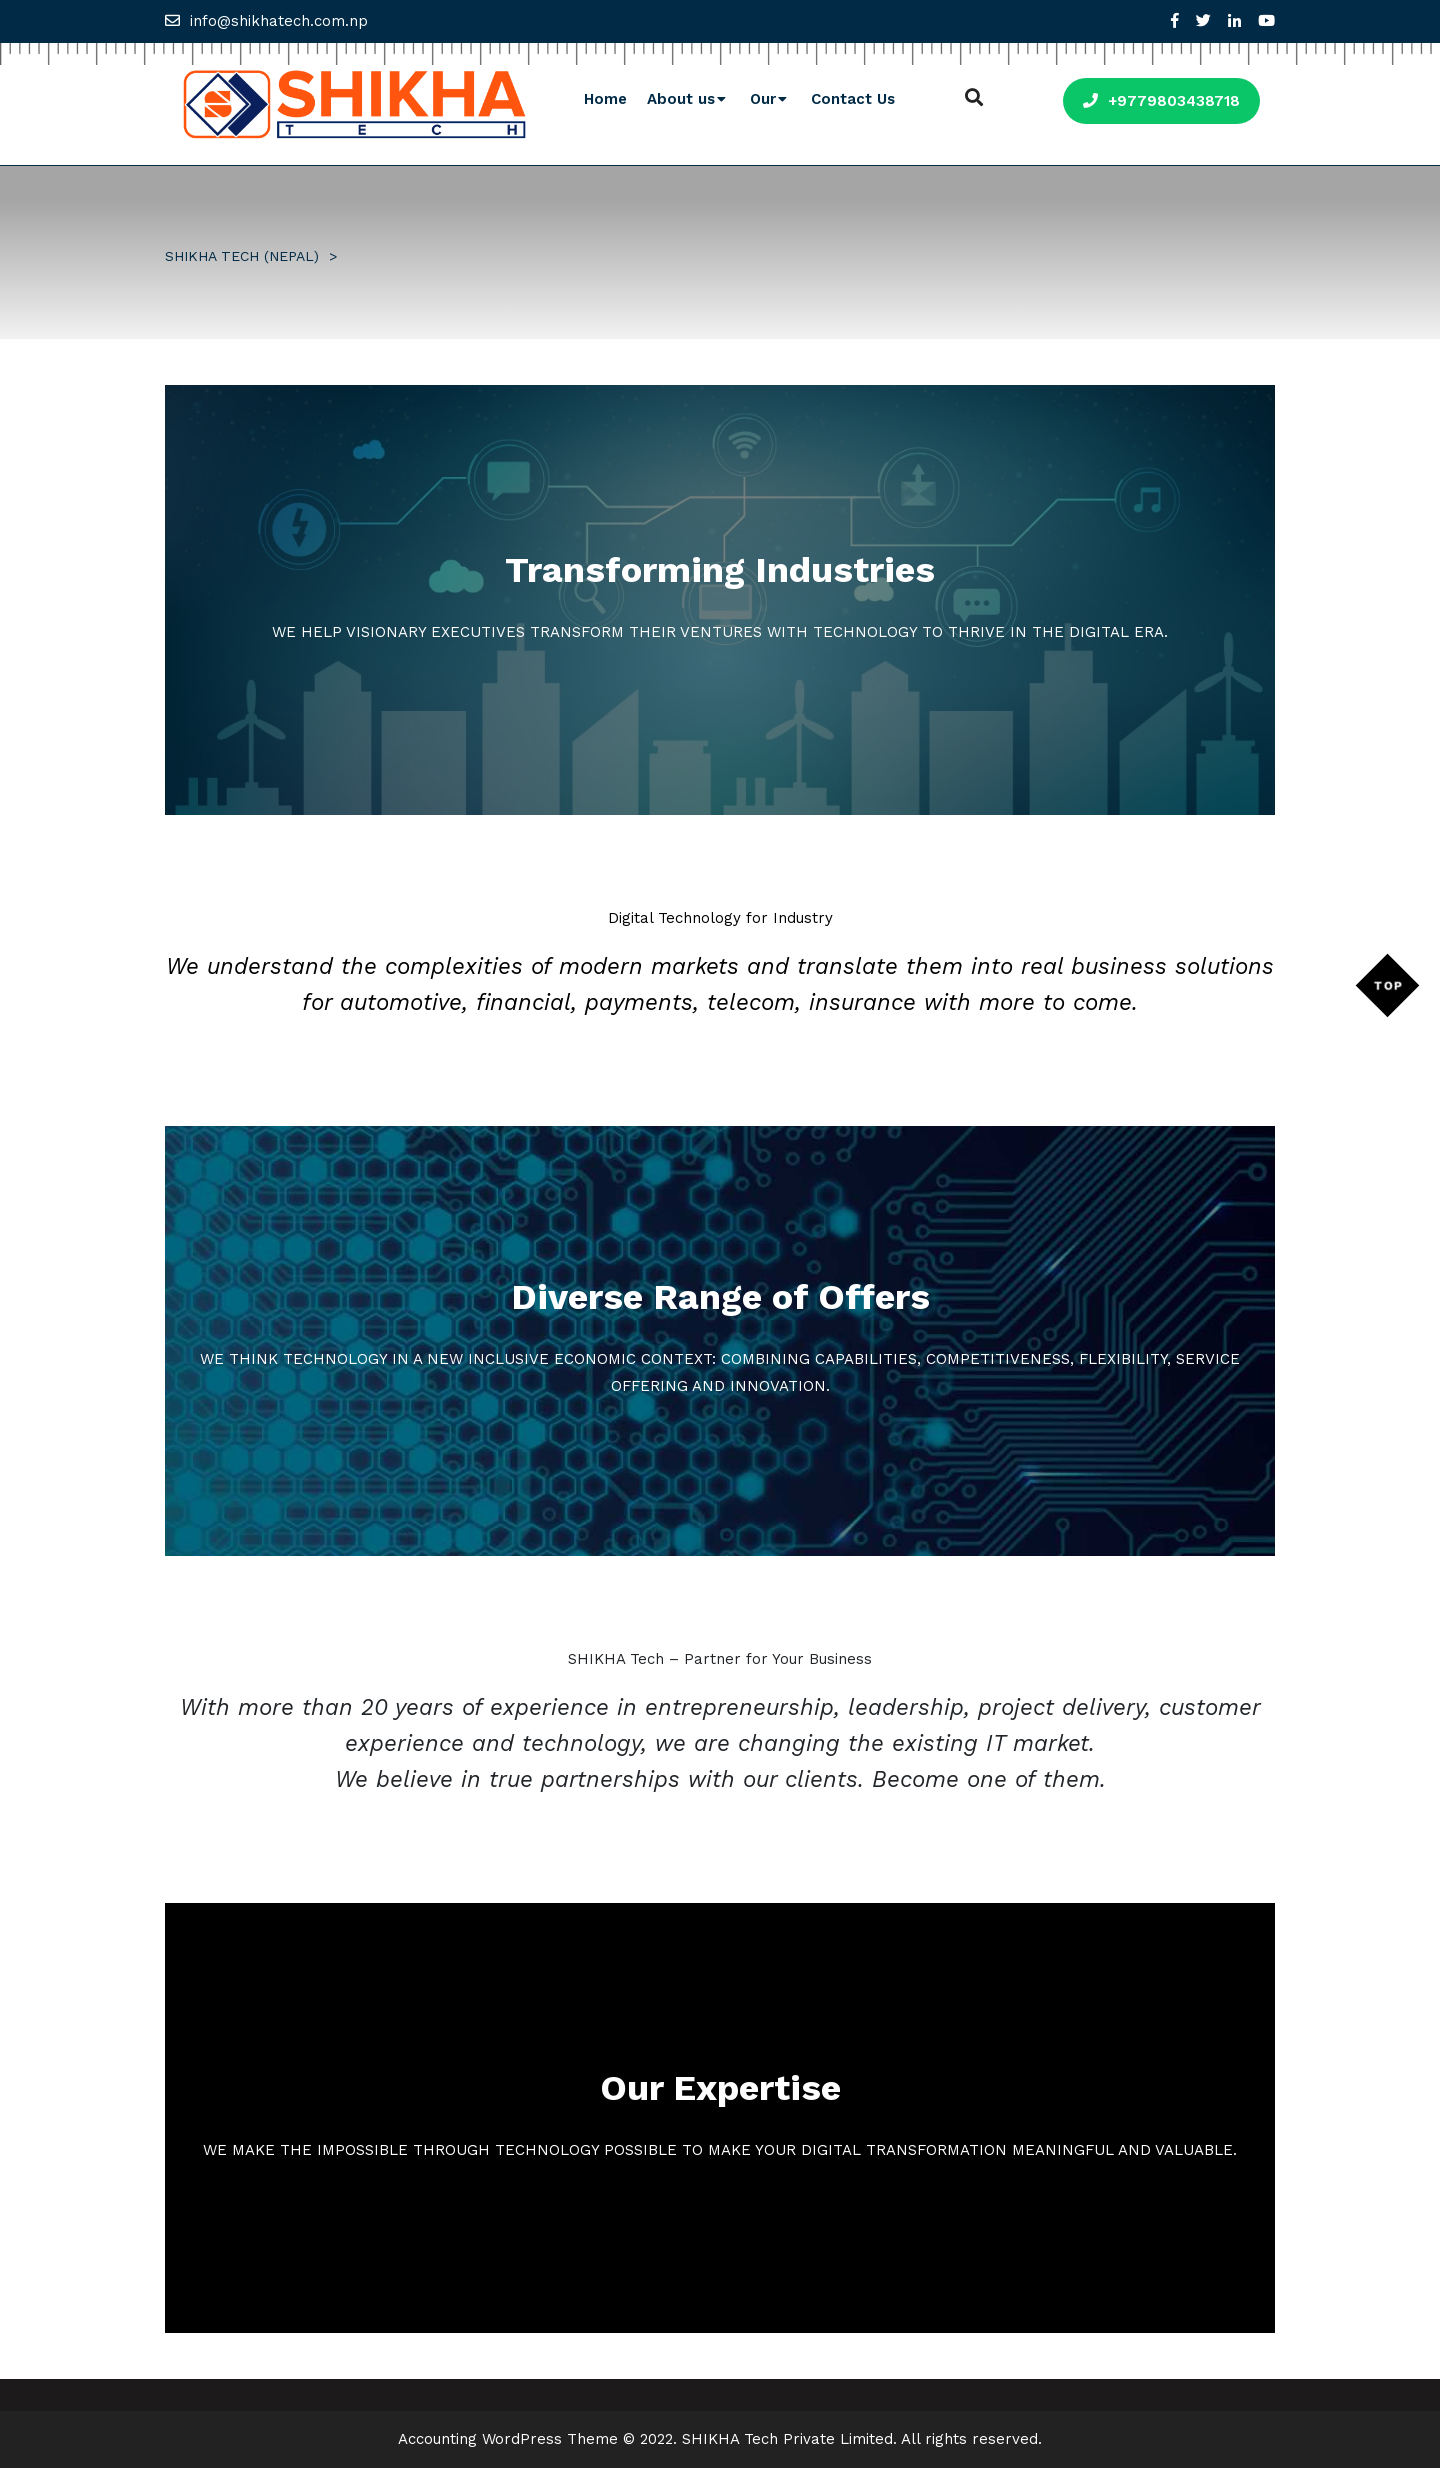 info@shikhatech.com.np
SHIKHA
TECH
Home About us Our Contact Us
+9779803438718
SHIKHA TECH (NEPAL) >
Transforming Industries
WE HELP VISIONARY EXECUTIVES TRANSFORM THEIR VENTURES WITH TECHNOLOGY TO THRIVE IN THE DIGITAL ERA.
Digital Technology for Industry
We understand the complexities of modern markets and translate them into real business solutions
for automotive, financial, payments, telecom, insurance with more to come.
TOP
Diverse Range of Offers
WE THINK TECHNOLOGY IN A NEW INCLUSIVE ECONOMIC CONTEXT: COMBINING CAPABILITIES, COMPETITIVENESS, FLEXIBILITY, SERVICE
OFFERING AND INNOVATION.
SHIKHA Tech – Partner for Your Business
With more than 20 years of experience in entrepreneurship, leadership, project delivery, customer
experience and technology, we are changing the existing IT market.
We believe in true partnerships with our clients. Become one of them.
Our Expertise
WE MAKE THE IMPOSSIBLE THROUGH TECHNOLOGY POSSIBLE TO MAKE YOUR DIGITAL TRANSFORMATION MEANINGFUL AND VALUABLE.
Accounting WordPress Theme © 2022. SHIKHA Tech Private Limited. All rights reserved.